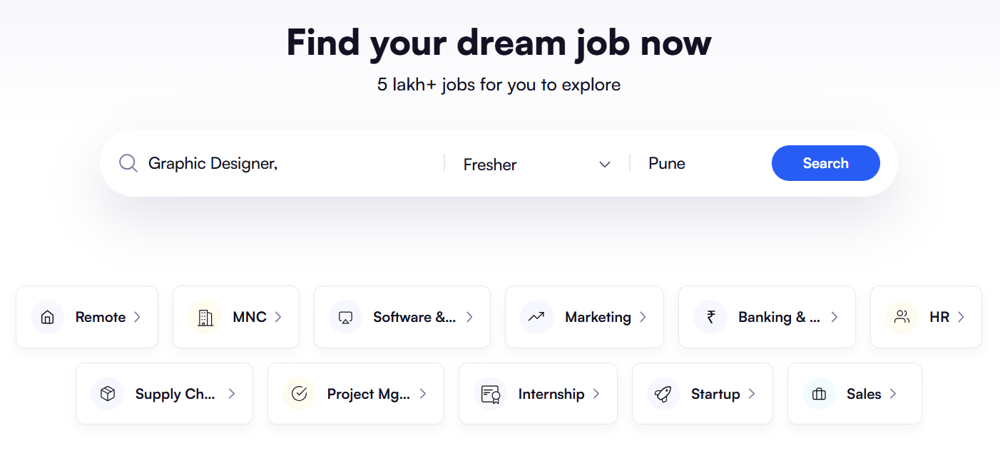 Find your dream job now
5 lakh+ jobs for you to explore
Graphic Designer, Fresher Pune Search
Remote MNC Software &... Marketing Banking & ... HR
Supply Ch... Project Mg... Internship Startup Sales